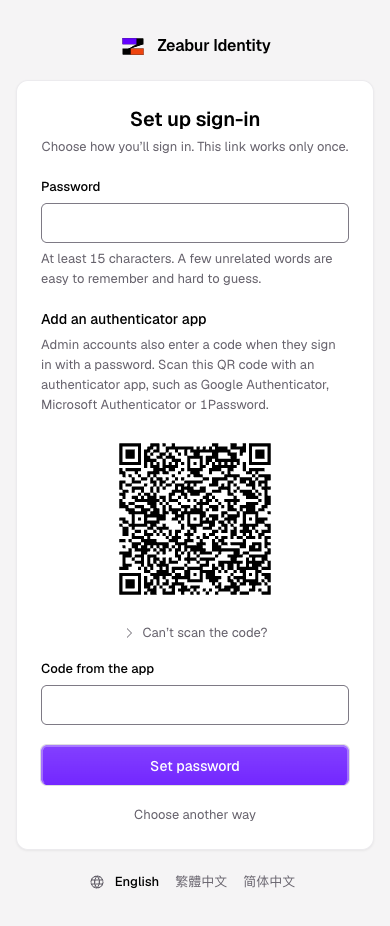 Zeabur Identity
Set up sign-in
Choose how you’ll sign in. This link works only once.
Password
At least 15 characters. A few unrelated words are
easy to remember and hard to guess.
Add an authenticator app
Admin accounts also enter a code when they sign
in with a password. Scan this QR code with an
authenticator app, such as Google Authenticator,
Microsoft Authenticator or 1Password.
Can’t scan the code?
Code from the app
Set password
Choose another way
English 繁體中文 简体中文